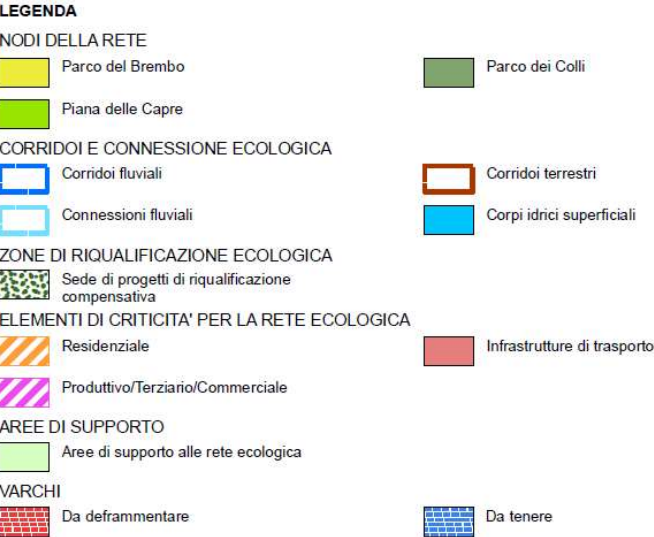 LEGENDA
NODI DELLA RETE
Parco del Brembo
Parco dei Colli
Piana delle Capre
CORRIDOI E CONNESSIONE ECOLOGICA
Corridoi fluviali
Corridoi terrestri
Connessioni fluviali
Corpi idrici superficiali
ZONE DI RIQUALIFICAZIONE ECOLOGICA
Sede di progetti di riqualificazione
compensativa
ELEMENTI DI CRITICITA' PER LA RETE ECOLOGICA
Residenziale
Infrastrutture di trasporto
Produttivo/Terziario/Commerciale
AREE DI SUPPORTO
Aree di supporto alle rete ecologica
VARCHI
Da deframmentare
Da tenere